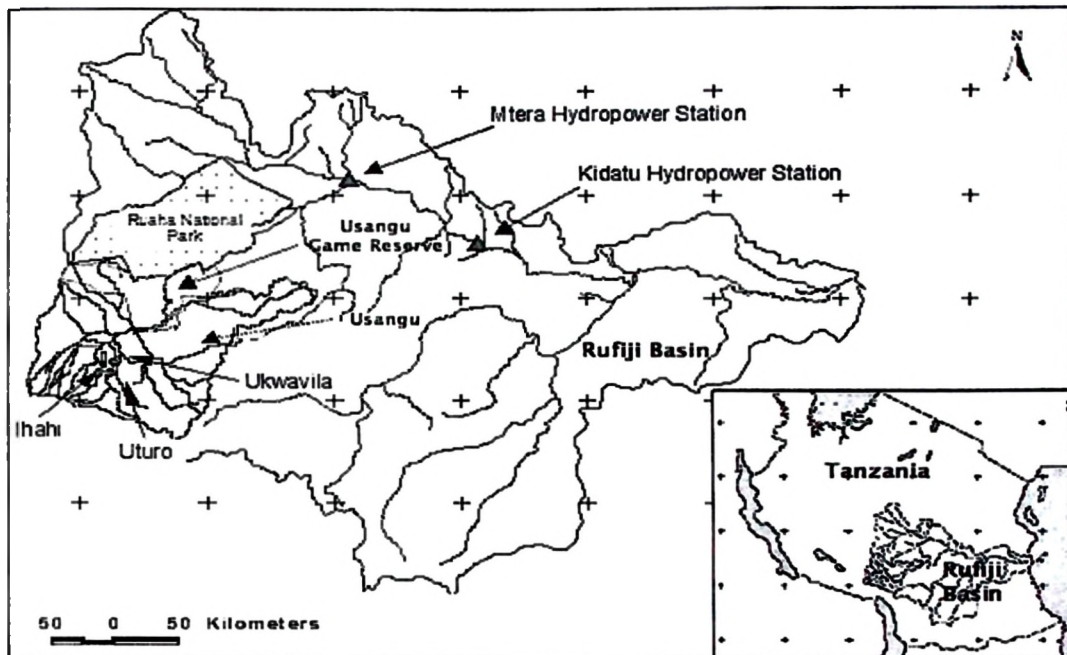 N
Mtera Hydropower Station
Kidatu Hydropower Station
Ruaha National
Park
Usangu
Game Reserve
Usangu
Rufiji Basin
Ukwavila
Ihahi
Uturo
50 0 50 Kilometers
Tanzania
Rufiji
Basin